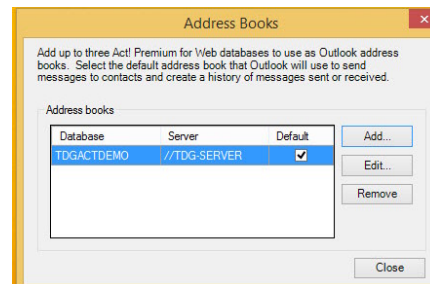 Address Books
Add up to three Act! Premium for Web databases to use as Outlook address
books. Select the default address book that Outlook will use to send
messages to contacts and create a history of messages sent or received.
Address books
Database Server Default
TDGACTDEMO //TDG-SERVER
Add...
Edit...
Remove
Close